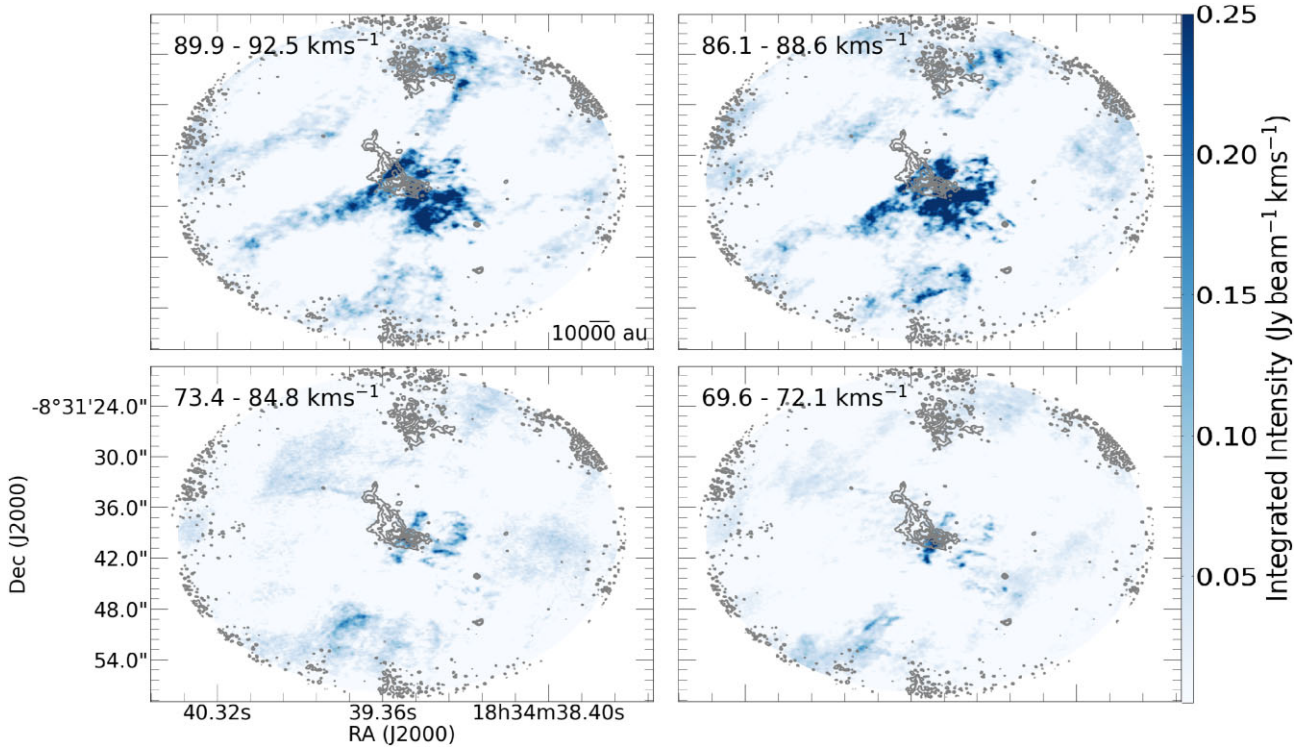 89.9 - 92.5 kms⁻¹
86.1 - 88.6 kms⁻¹
10000 au
73.4 - 84.8 kms⁻¹
69.6 - 72.1 kms⁻¹
-8°31'24.0"
30.0"
36.0"
42.0"
48.0"
54.0"
Dec (J2000)
40.32s
39.36s
18h34m38.40s
RA (J2000)
0.25
0.20
0.15
0.10
0.05
Integrated Intensity (Jy beam⁻¹ kms⁻¹)